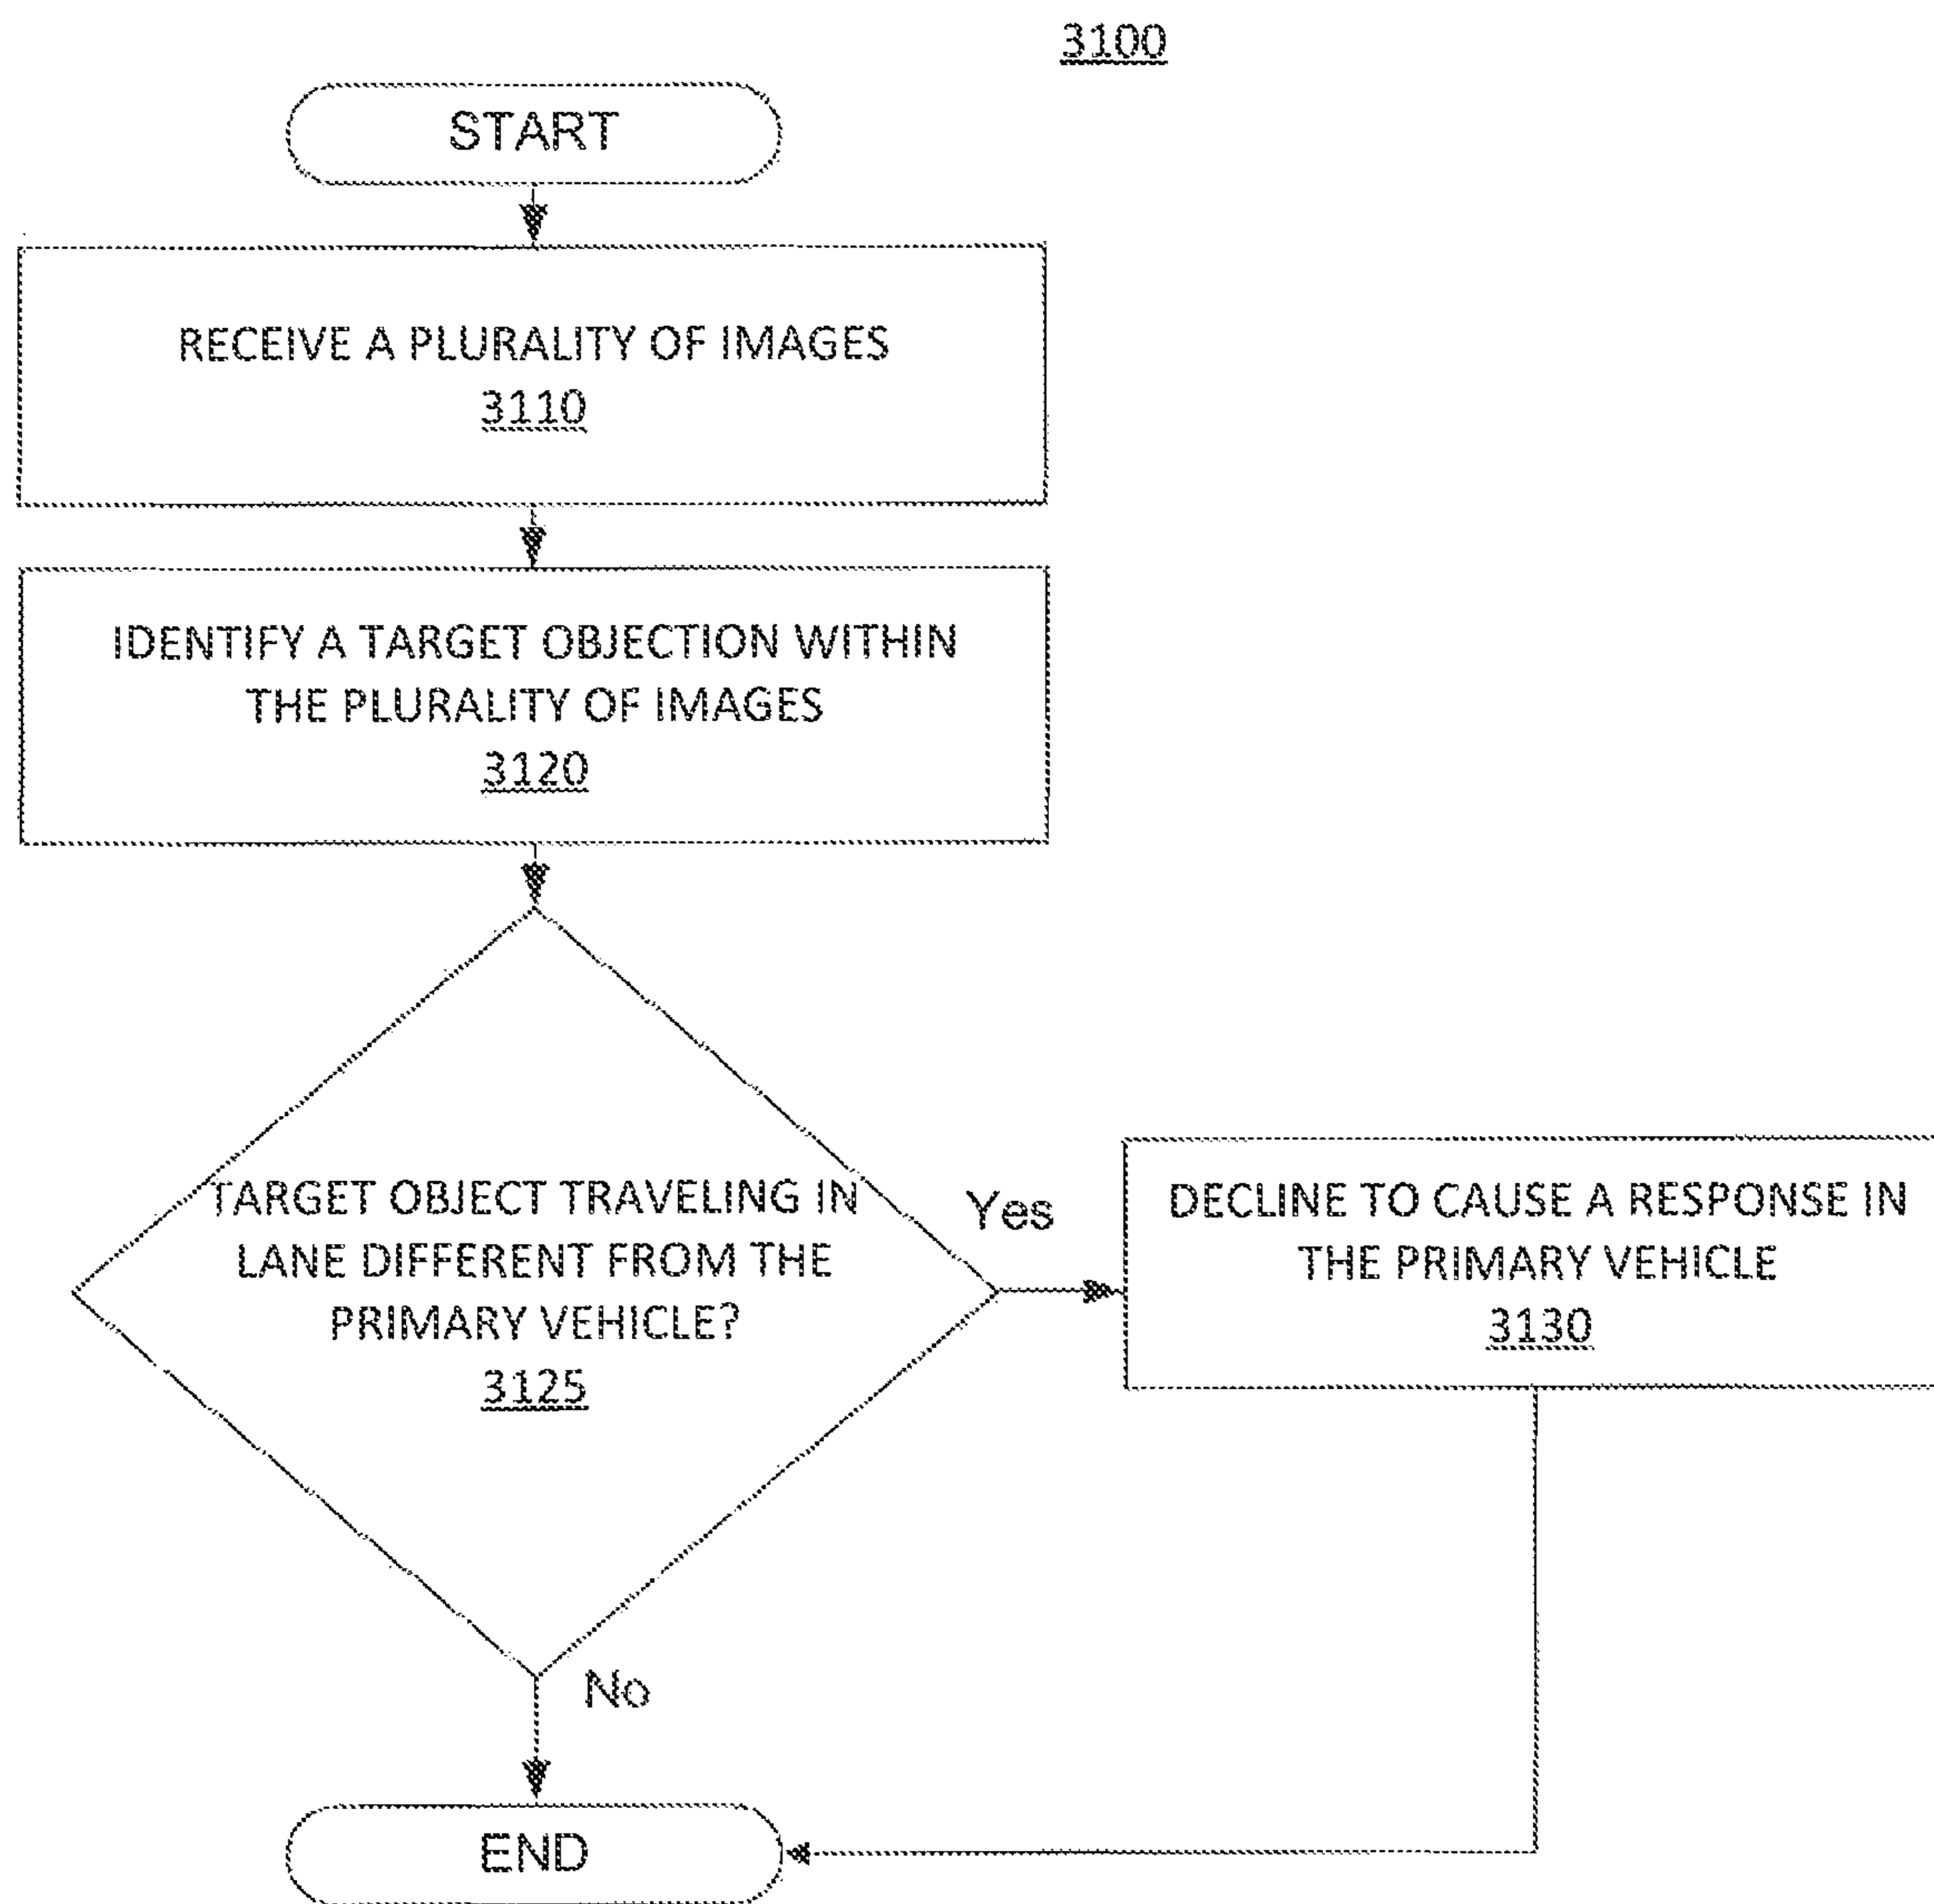 3100
START
RECEIVE A PLURALITY OF IMAGES
3110
IDENTIFY A TARGET OBJECTION WITHIN
THE PLURALITY OF IMAGES
3120
TARGET OBJECT TRAVELING IN
LANE DIFFERENT FROM THE
PRIMARY VEHICLE?
3125
Yes
DECLINE TO CAUSE A RESPONSE IN
THE PRIMARY VEHICLE
3130
No
END